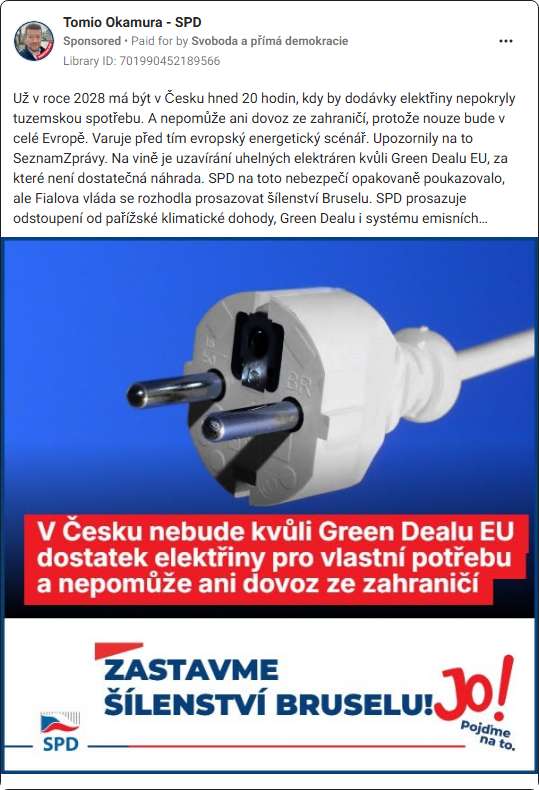 Tomio Okamura - SPD
Sponsored • Paid for by Svoboda a přímá demokracie
Library ID: 701990452189566
Už v roce 2028 má být v Česku hned 20 hodin, kdy by dodávky elektřiny nepokryly
tuzemskou spotřebu. A nepomůže ani dovoz ze zahraničí, protože nouze bude v
celé Evropě. Varuje před tím evropský energetický scénář. Upozornily na to
SeznamZprávy. Na vině je uzavírání uhelných elektráren kvůli Green Dealu EU, za
které není dostatečná náhrada. SPD na toto nebezpečí opakovaně poukazovalo,
ale Fialova vláda se rozhodla prosazovat šílenství Bruselu. SPD prosazuje
odstoupení od pařížské klimatické dohody, Green Dealu i systému emisních...
V Česku nebude kvůli Green Dealu EU
dostatek elektřiny pro vlastní potřebu
a nepomůže ani dovoz ze zahraničí
ZASTAVME
ŠÍLENSTVÍ BRUSELU!
Jo!
Pojďme
na to.
SPD